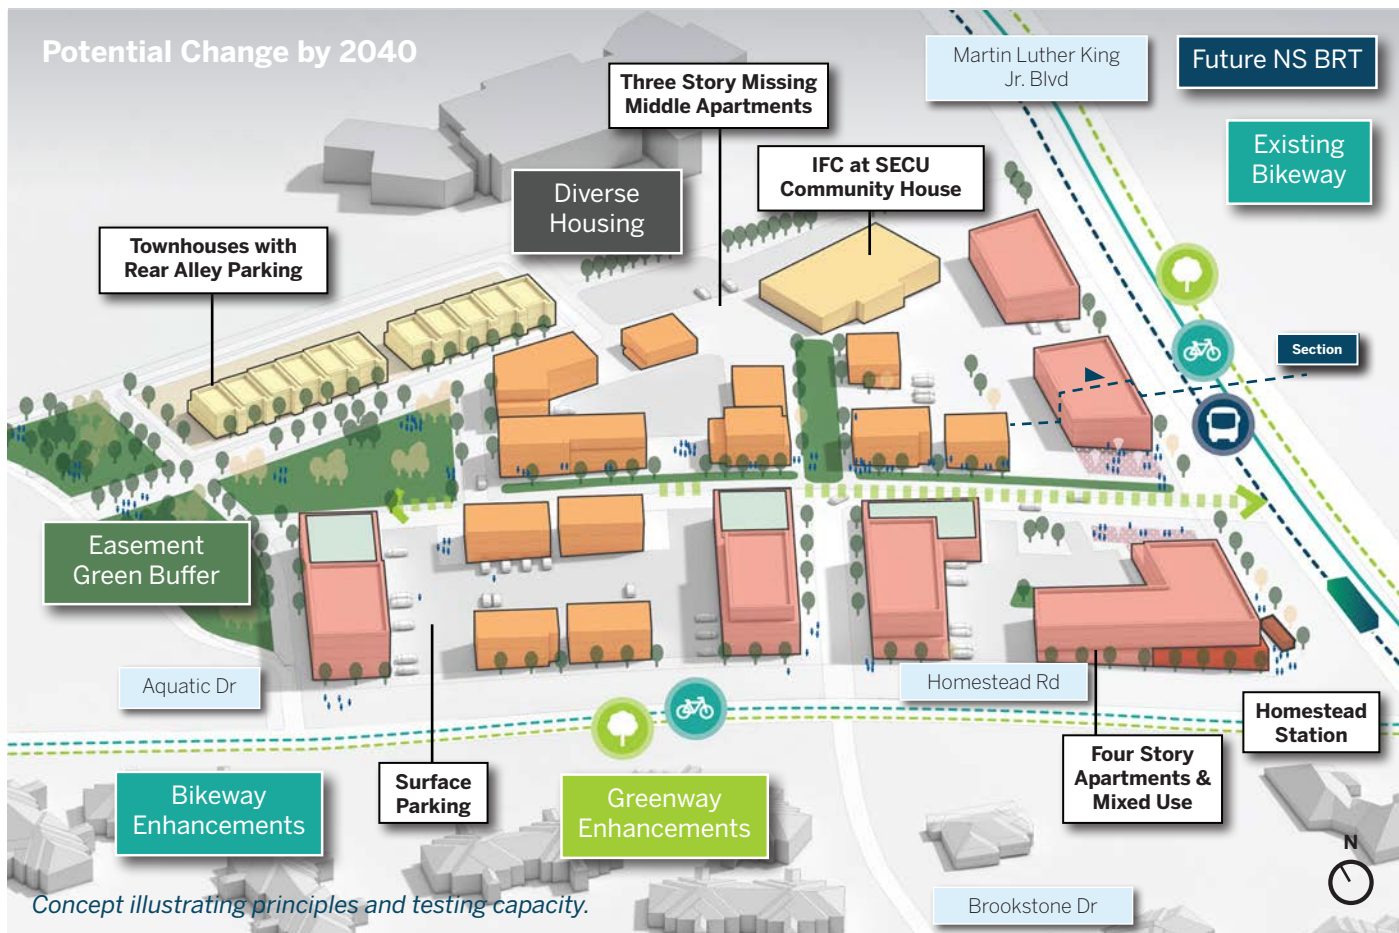 Potential Change by 2040
Martin Luther King
Jr. Blvd
Future NS BRT
Three Story Missing
Middle Apartments
Existing
Bikeway
IFC at SECU
Community House
Diverse
Housing
Townhouses with
Rear Alley Parking
Section
Easement
Green Buffer
Aquatic Dr
Homestead Rd
Homestead
Station
Four Story
Apartments &
Mixed Use
Surface
Parking
Bikeway
Enhancements
Greenway
Enhancements
N
Concept illustrating principles and testing capacity.
Brookstone Dr